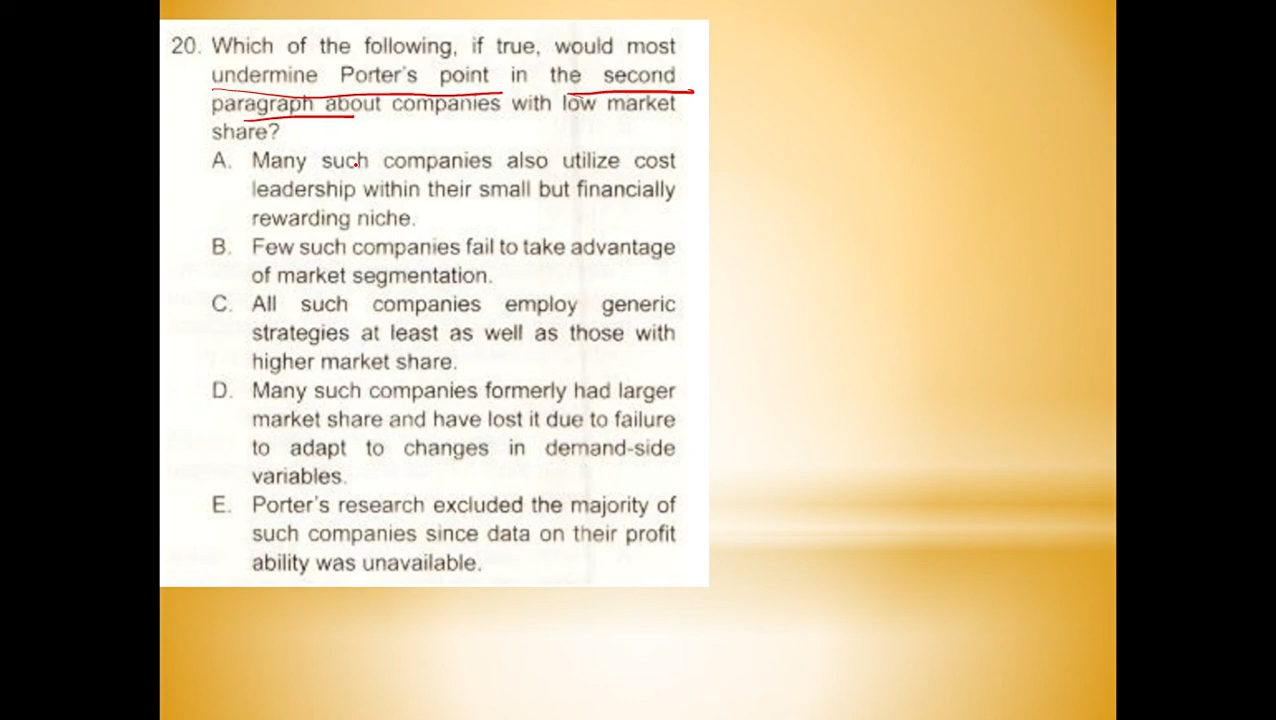 20. Which of the following, if true, would most
undermine Porter's point in the second
paragraph about companies with low market
share?
A. Many such companies also utilize cost
leadership within their small but financially
rewarding niche.
B. Few such companies fail to take advantage
of market segmentation.
C. All such companies employ generic
strategies at least as well as those with
higher market share.
D. Many such companies formerly had larger
market share and have lost it due to failure
to adapt to changes in demand-side
variables.
E. Porter's research excluded the majority of
such companies since data on their profit
ability was unavailable.